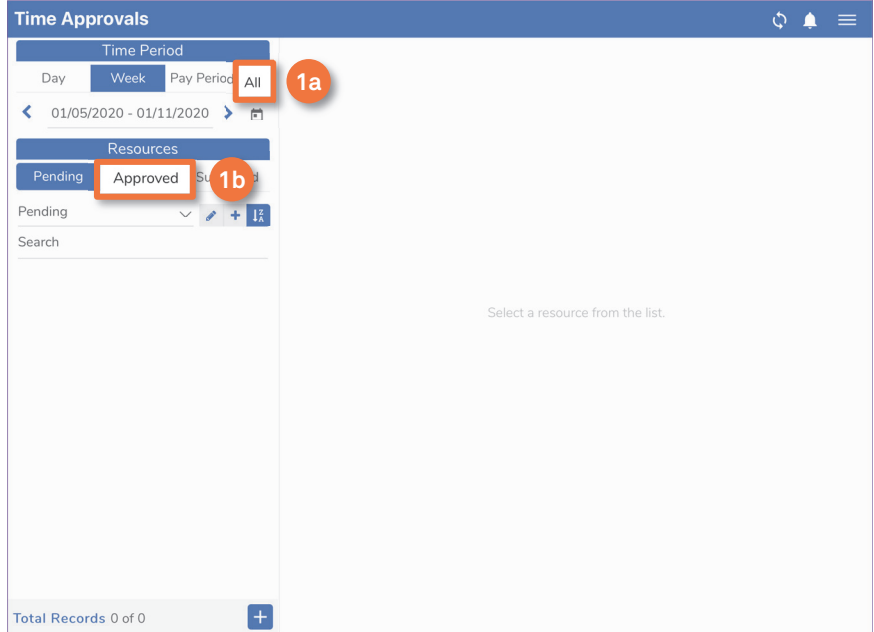 Time Approvals
Time Period
Day Week Pay Period All 1a
01/05/2020 - 01/11/2020
Resources
Pending Approved 1b
Pending
Search
Select a resource from the list.
Total Records 0 of 0